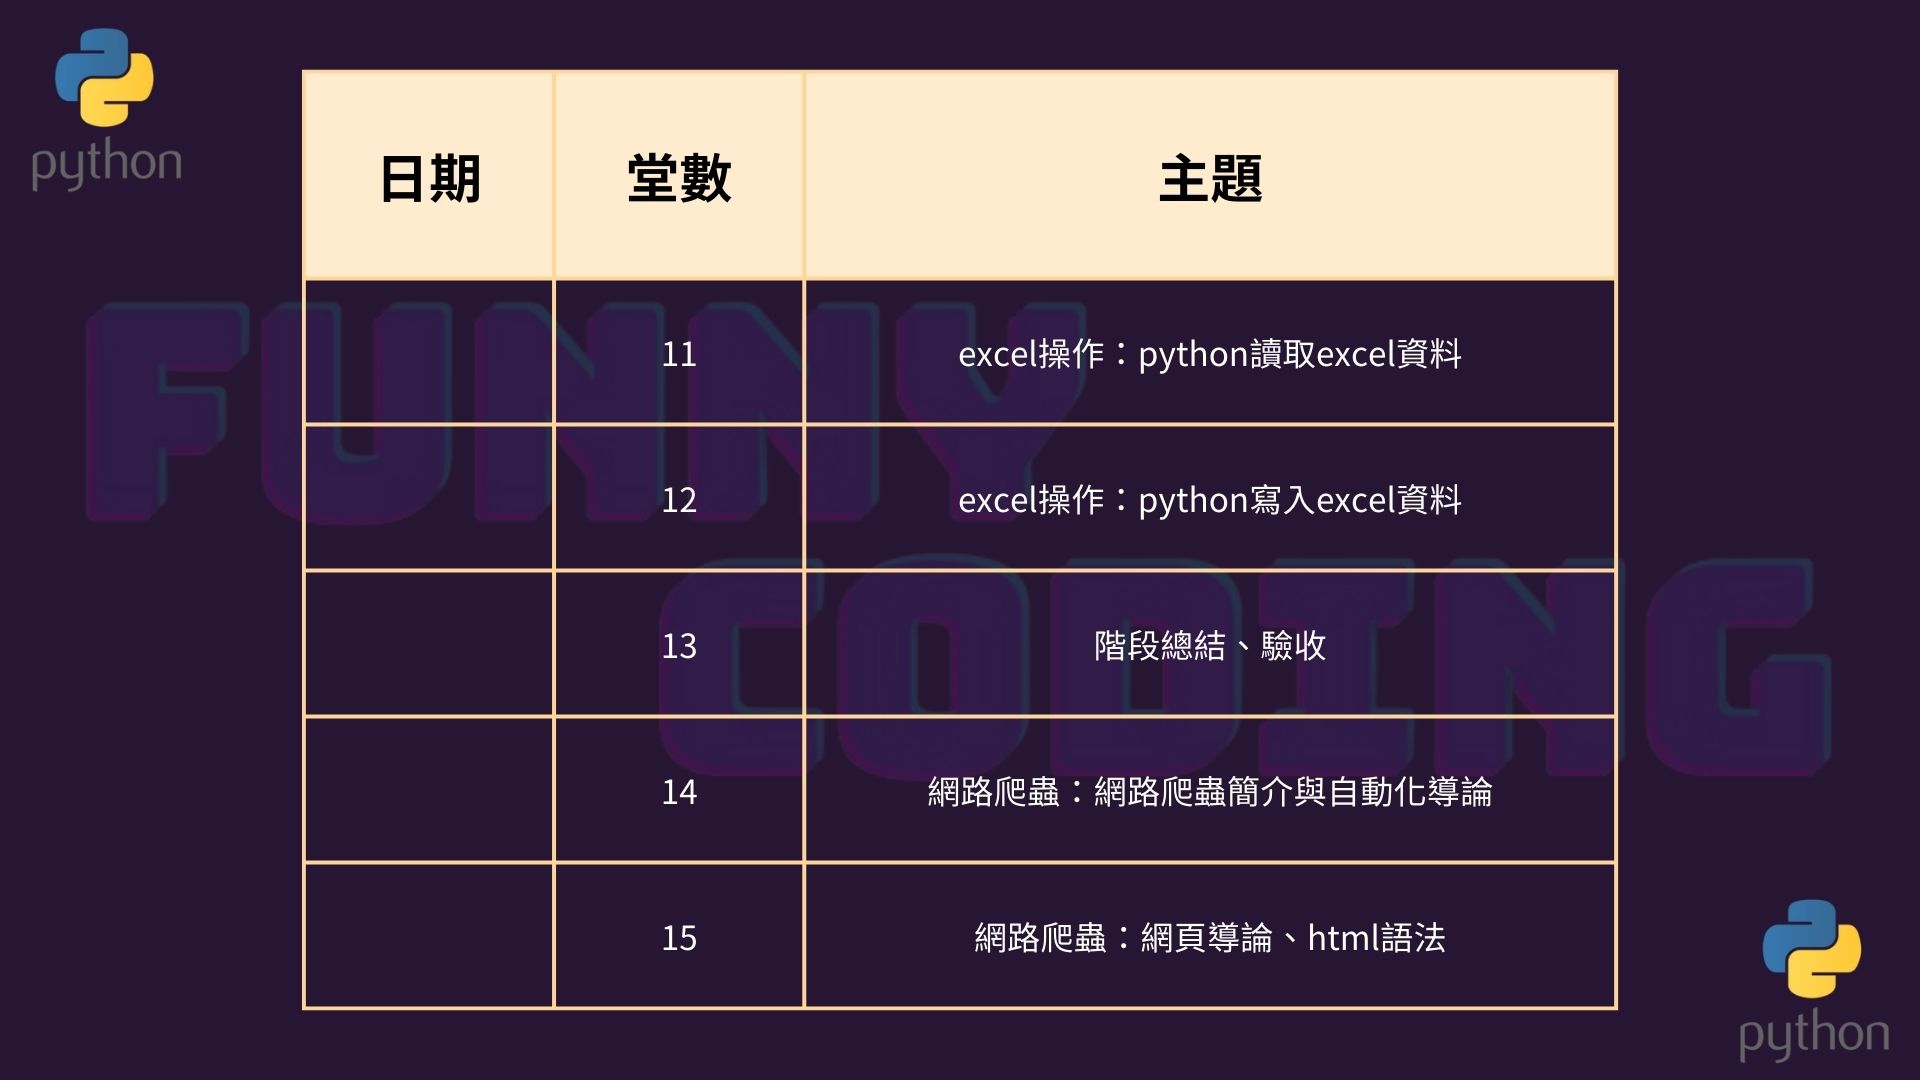 python
日期 堂數 主題
11 excel操作：python讀取excel資料
12 excel操作：python寫入excel資料
13 階段總結、驗收
14 網路爬蟲：網路爬蟲簡介與自動化導論
15 網路爬蟲：網頁導論、html語法
FUNNY
CODING
python